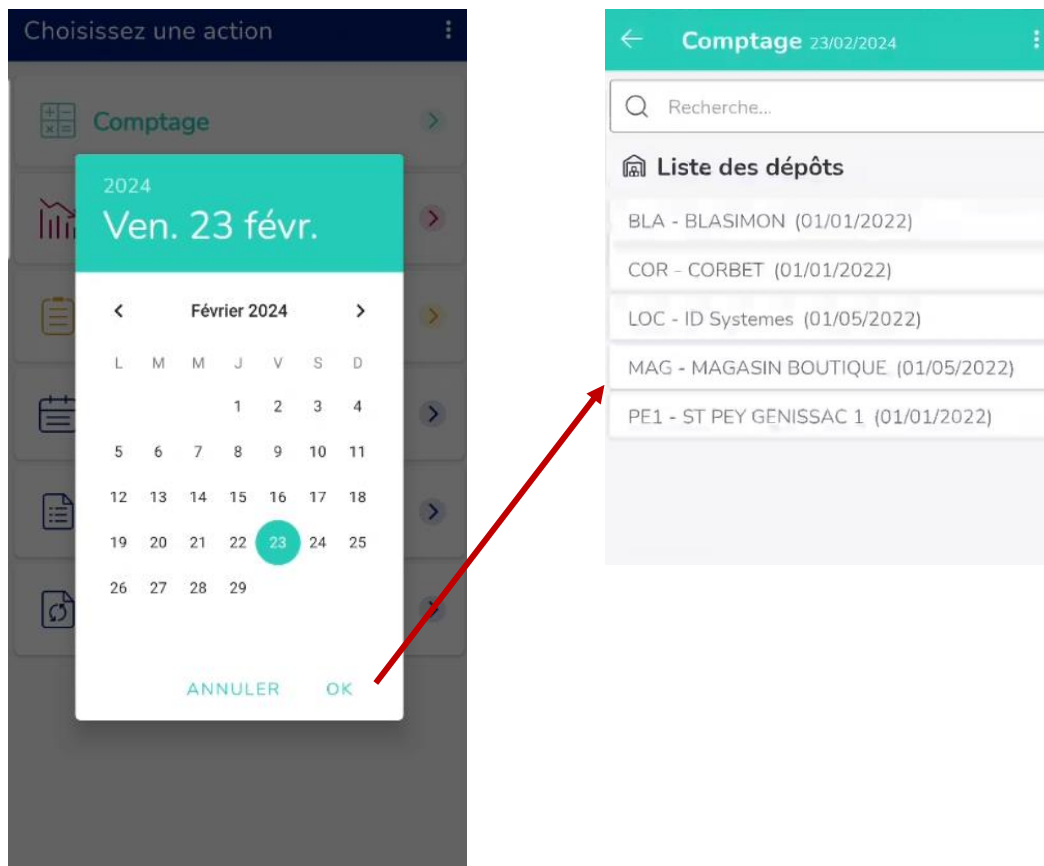 Choisissez une action
Comptage
2024
Ven. 23 févr.
Février 2024
L M M J V S D
1 2 3 4
5 6 7 8 9 10 11
12 13 14 15 16 17 18
19 20 21 22 23 24 25
26 27 28 29
ANNULER OK
Comptage 23/02/2024
Recherche...
Liste des dépôts
BLA - BLASIMON (01/01/2022)
COR - CORBET (01/01/2022)
LOC - ID Systemes (01/05/2022)
MAG - MAGASIN BOUTIQUE (01/05/2022)
PE1 - ST PEY GENISSAC 1 (01/01/2022)